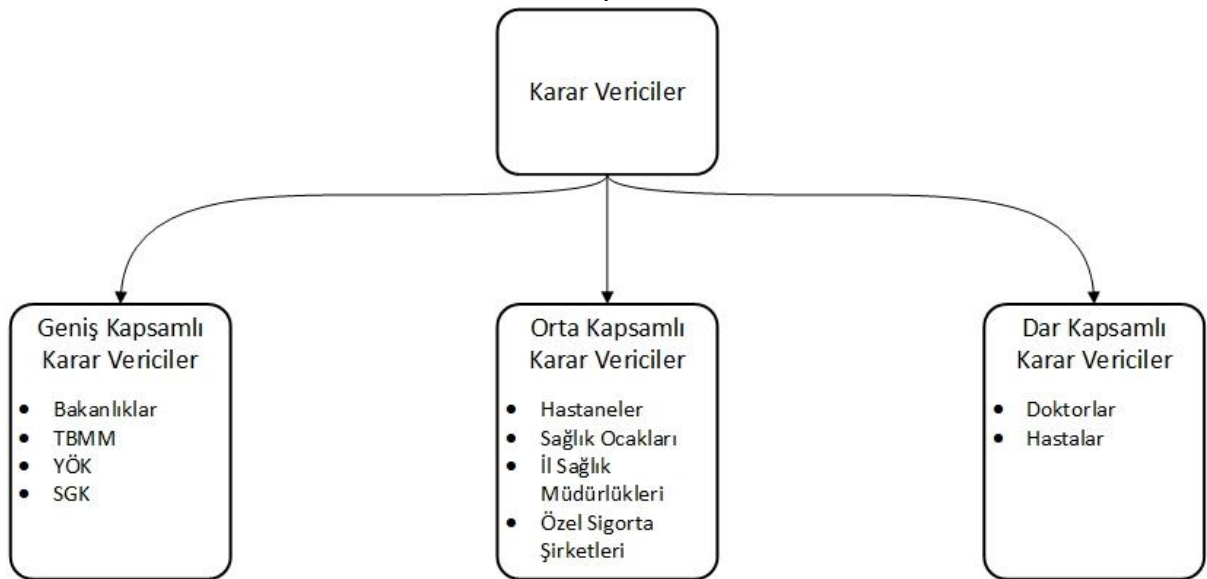 Karar Vericiler
Geniş Kapsamlı
Karar Vericiler
• Bakanlıklar
• TBMM
• YÖK
• SGK
Orta Kapsamlı
Karar Vericiler
• Hastaneler
• Sağlık Ocakları
• İl Sağlık
Müdürlükleri
• Özel Sigorta
Şirketleri
Dar Kapsamlı
Karar Vericiler
• Doktorlar
• Hastalar